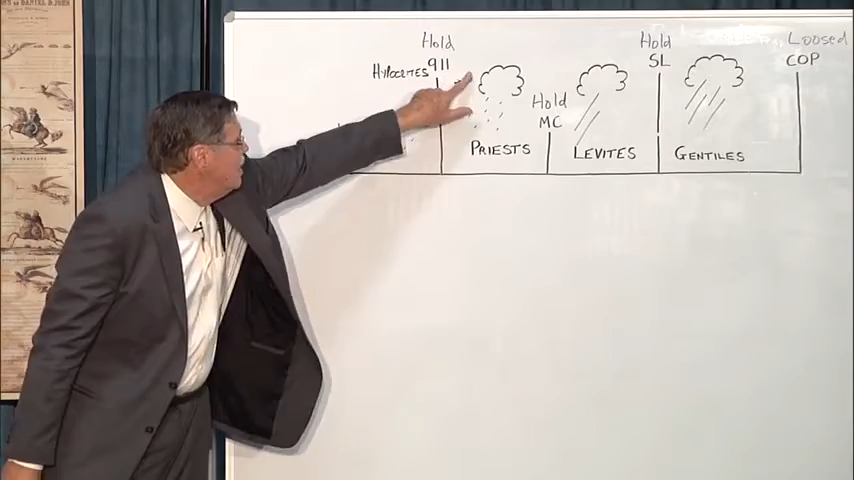 Hold
911
Hypocrites
Hold
MC
Hold
SL
Loosed
COP
Priests
Levites
Gentiles